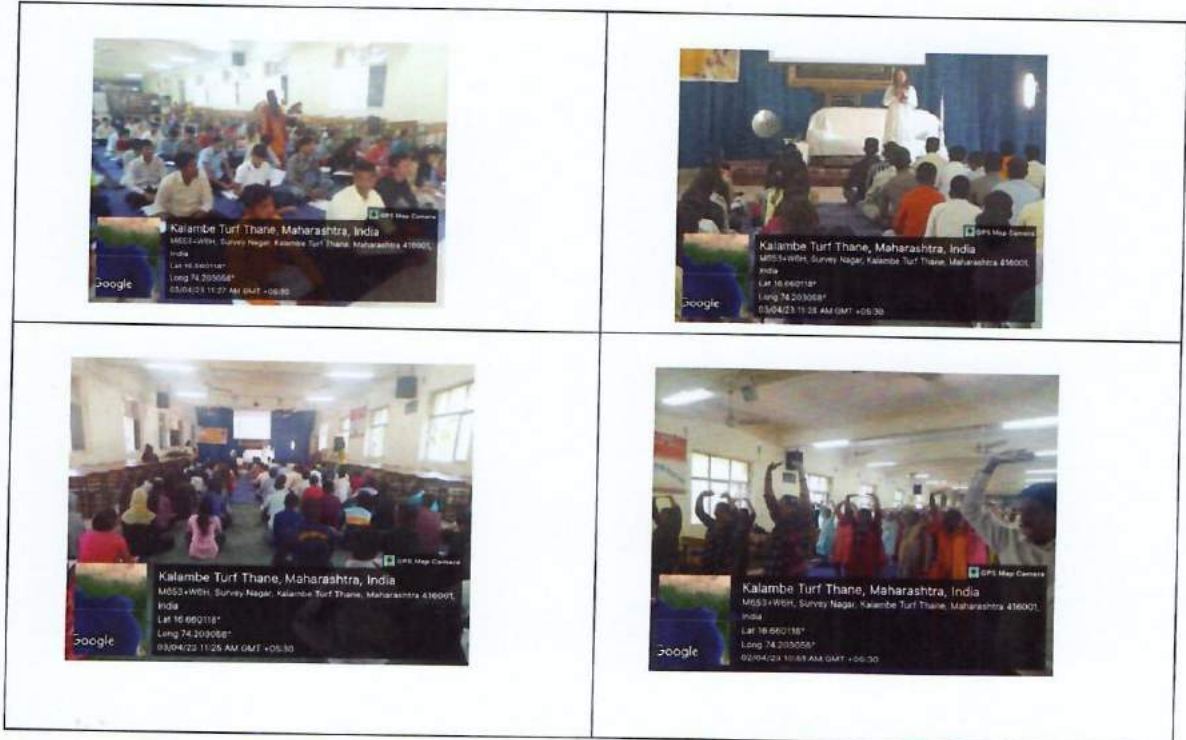 GPS Map Camera
Kalambe Turf Thane, Maharashtra, India
M653+W6H, Survey Nagar, Kalambe Turf Thane, Maharashtra 416001,
India
Lat 16.660118°
Long 74.203058°
03/04/23 11:27 AM GMT +05:30
Google
GPS Map Camera
Kalambe Turf Thane, Maharashtra, India
M653+W6H, Survey Nagar, Kalambe Turf Thane, Maharashtra 416001,
India
Lat 16.660118°
Long 74.203058°
03/04/23 11:28 AM GMT +05:30
Google
GPS Map Camera
Kalambe Turf Thane, Maharashtra, India
M653+W6H, Survey Nagar, Kalambe Turf Thane, Maharashtra 416001,
India
Lat 16.660118°
Long 74.203058°
03/04/23 11:25 AM GMT +05:30
Google
GPS Map Camera
Kalambe Turf Thane, Maharashtra, India
M653+W6H, Survey Nagar, Kalambe Turf Thane, Maharashtra 416001,
India
Lat 16.660118°
Long 74.203058°
AM GMT +05:30
Google